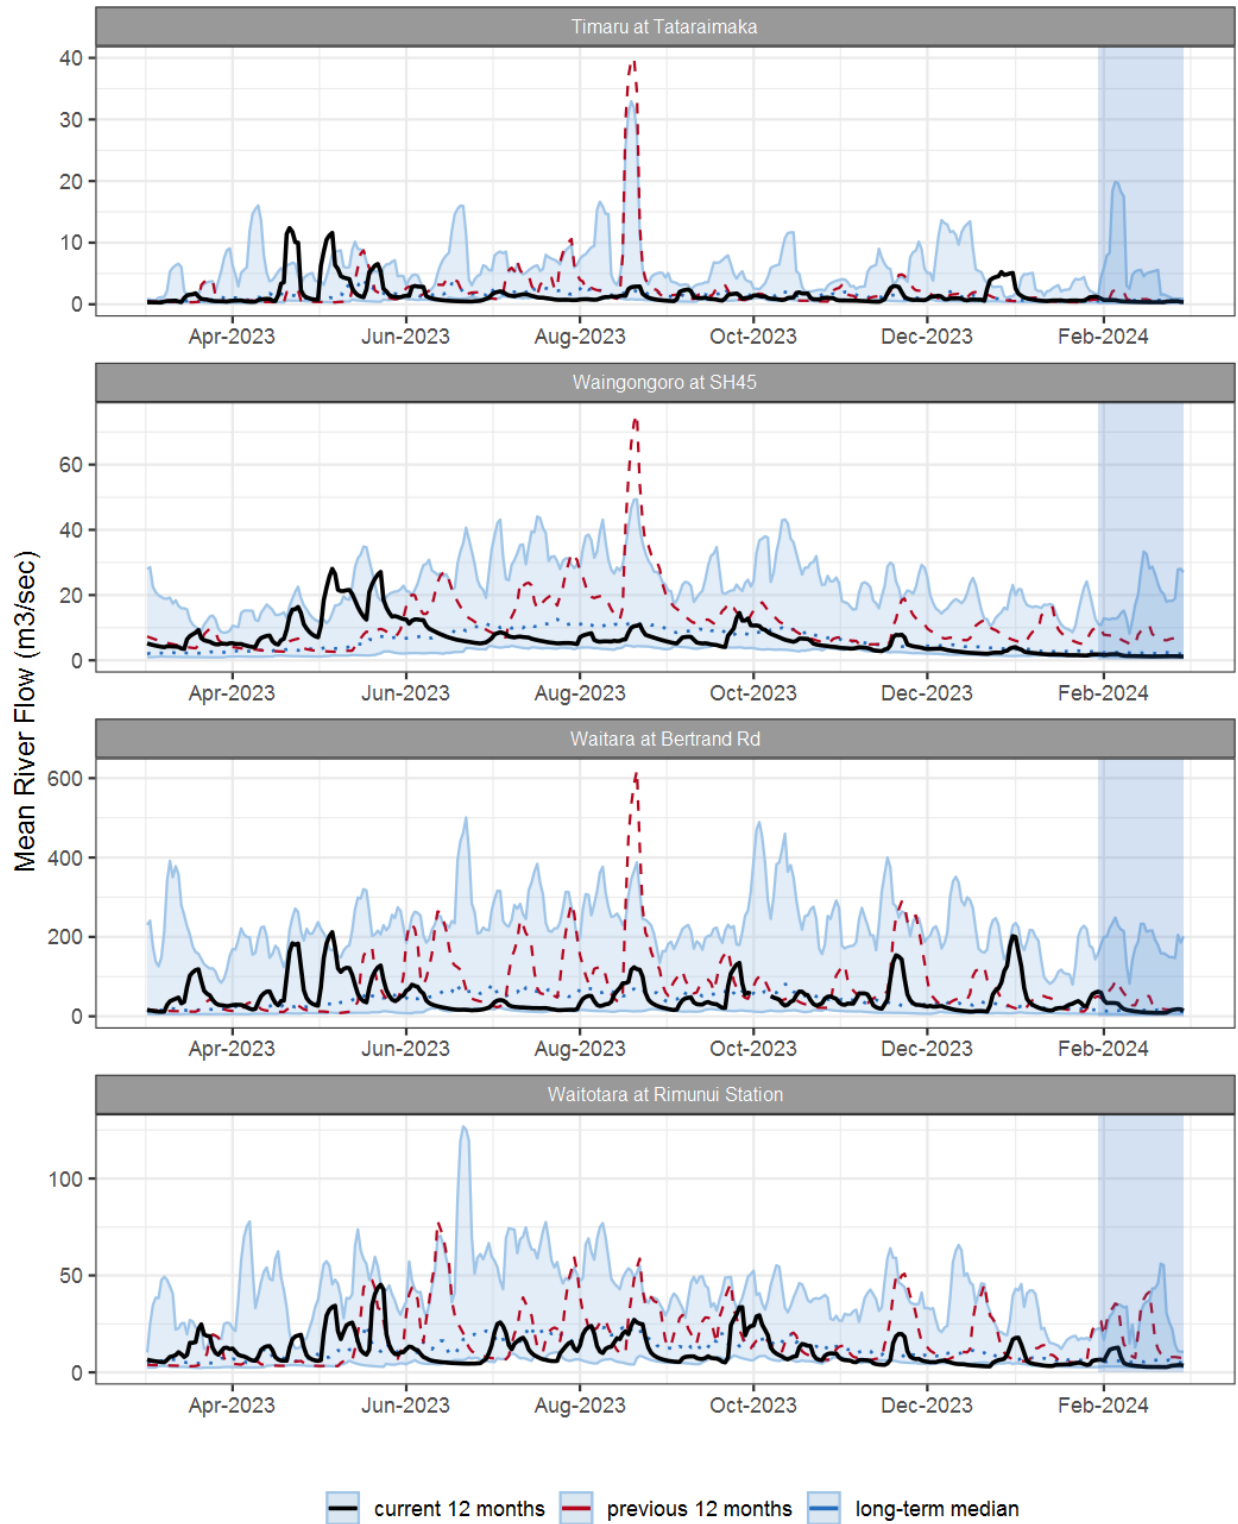 Timaru at Tataraimaka
40
30
20
10
0
Apr-2023 Jun-2023 Aug-2023 Oct-2023 Dec-2023 Feb-2024
Waingongoro at SH45
60
40
20
0
Apr-2023 Jun-2023 Aug-2023 Oct-2023 Dec-2023 Feb-2024
Mean River Flow (m3/sec)
Waitara at Bertrand Rd
600
400
200
0
Apr-2023 Jun-2023 Aug-2023 Oct-2023 Dec-2023 Feb-2024
Waitotara at Rimunui Station
100
50
0
Apr-2023 Jun-2023 Aug-2023 Oct-2023 Dec-2023 Feb-2024
current 12 months previous 12 months long-term median